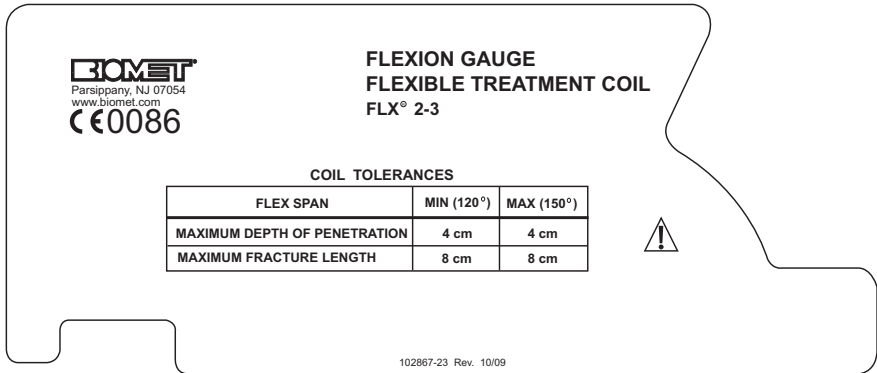 BIOMET®
Parsippany, NJ 07054
www.biomet.com
CE0086
FLEXION GAUGE
FLEXIBLE TREATMENT COIL
FLX® 2-3
COIL TOLERANCES
FLEX SPAN MIN (120°) MAX (150°)
MAXIMUM DEPTH OF PENETRATION 4 cm 4 cm
MAXIMUM FRACTURE LENGTH 8 cm 8 cm
!
102867-23 Rev. 10/09